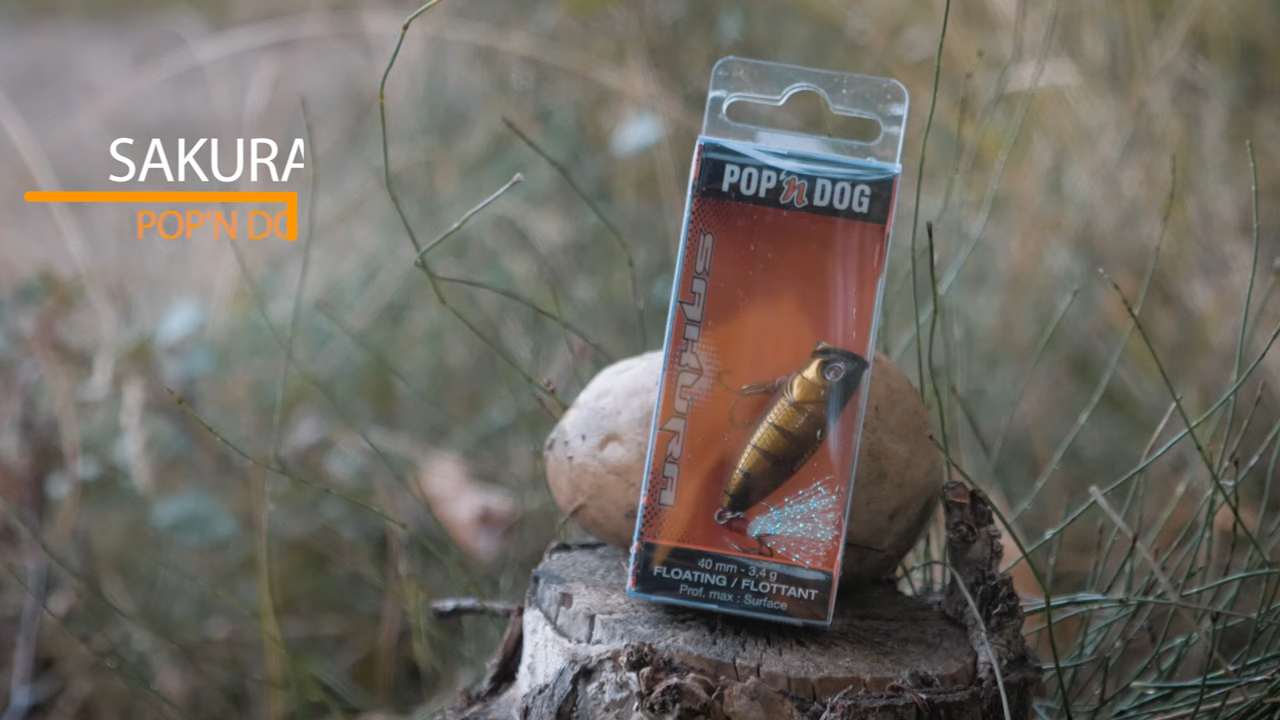 SAKURA
POP'N DO
POP'n DOG
SAKURA
40 mm - 3,4 g
FLOATING / FLOTTANT
Prof. max : Surface